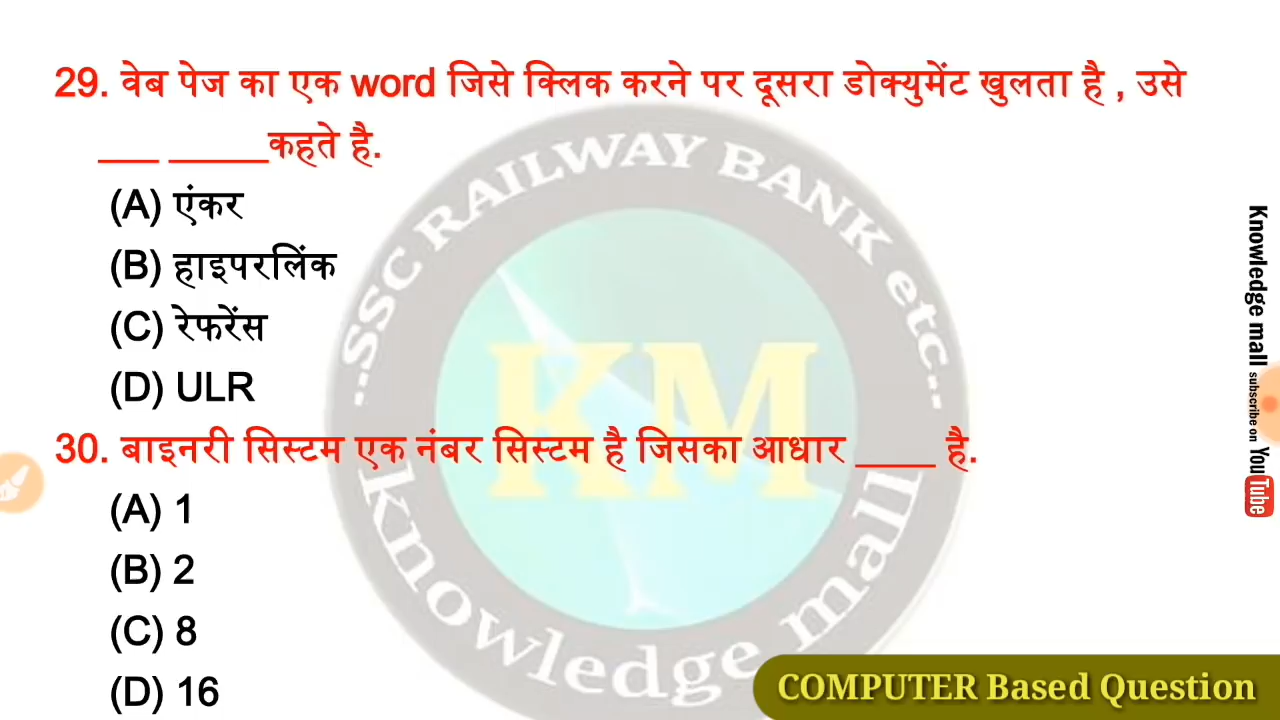 29. वेब पेज का एक word जिसे क्लिक करने पर दूसरा डोक्युमेंट खुलता है , उसे
___ _____कहते है.
(A) एंकर
(B) हाइपरलिंक
(C) रेफरेंस
(D) ULR
30. बाइनरी सिस्टम एक नंबर सिस्टम है जिसका आधार ____ है.
(A) 1
(B) 2
(C) 8
(D) 16
...SSC RAILWAY BANK etc...
KM
knowledge mall
Knowledge mall subscribe on YouTube
COMPUTER Based Question